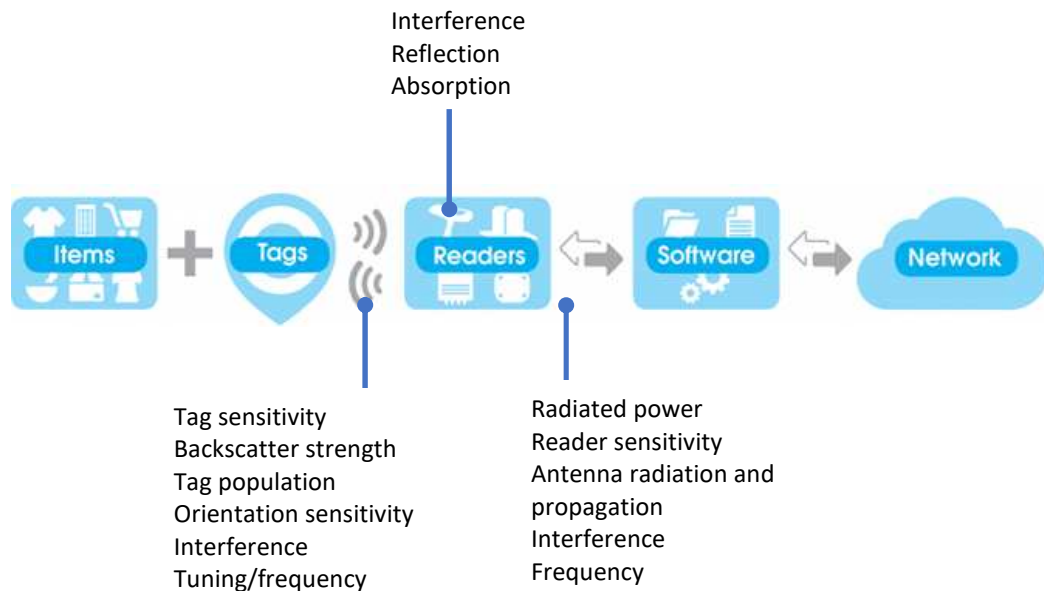 Interference
Reflection
Absorption
Items
Tags
Readers
Software
Network
Tag sensitivity
Backscatter strength
Tag population
Orientation sensitivity
Interference
Tuning/frequency
Radiated power
Reader sensitivity
Antenna radiation and
propagation
Interference
Frequency